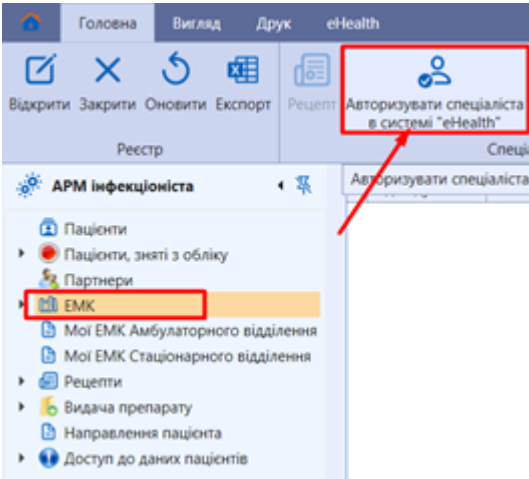 Головна Вигляд Друк eHealth
Відкрити Закрити Оновити Експорт Рецепт Авторизувати спеціаліста
в системі "eHealth"
Реєстр Спеці
АРМ інфекціоніста Авторизувати спеціаліста
Пацієнти
Пацієнти, зняті з обліку
Партнери
ЕМК
Мої ЕМК Амбулаторного відділення
Мої ЕМК Стаціонарного відділення
Рецепти
Видача препарату
Направлення пацієнта
Доступ до даних пацієнтів